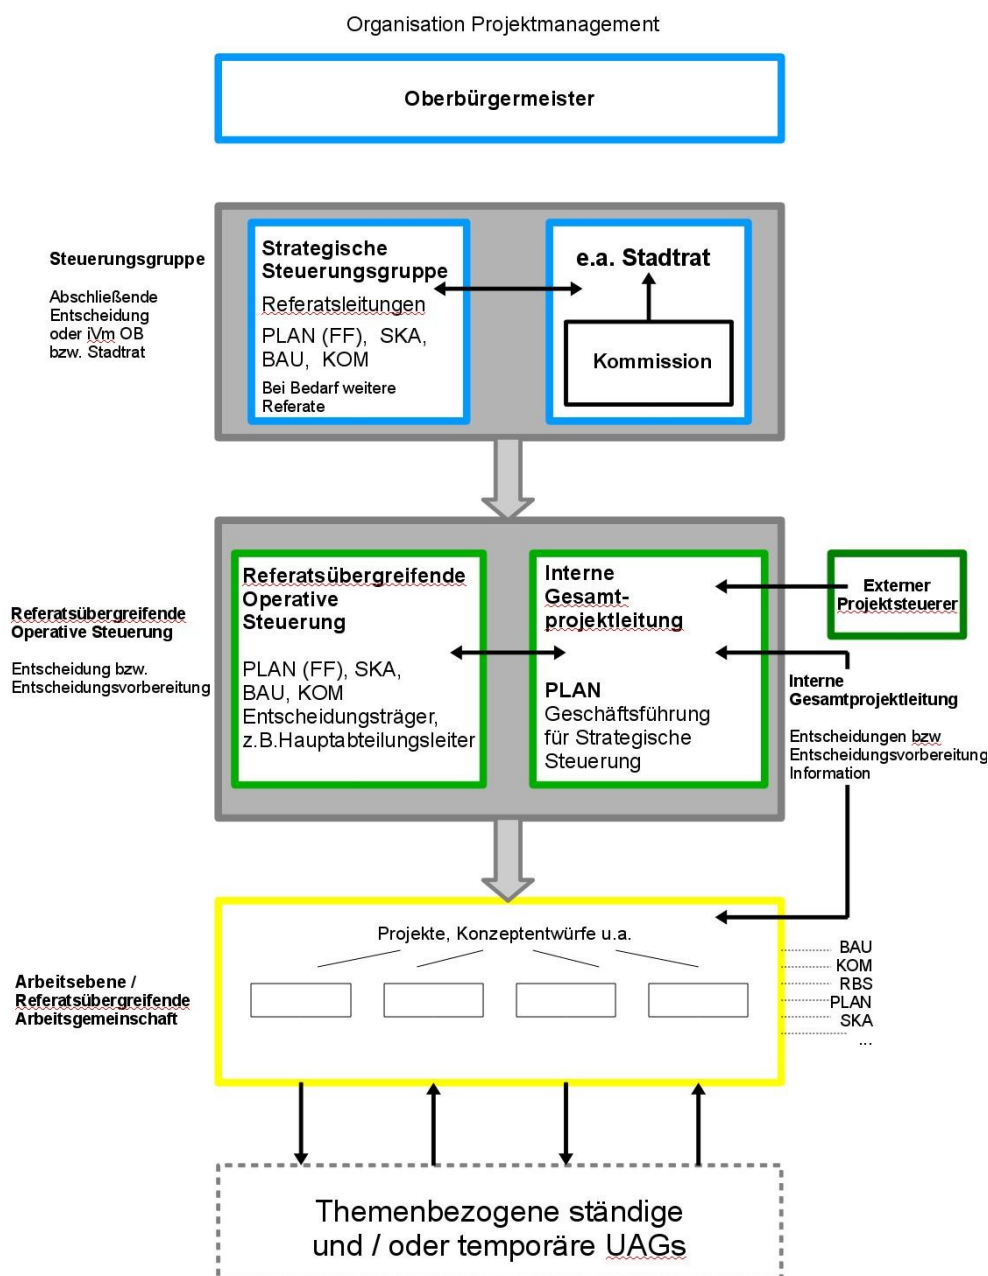 Organisation Projektmanagement
Oberbürgermeister
Steuerungsgruppe
Abschließende
Entscheidung
oder iVm OB
bzw. Stadtrat
Strategische
Steuerungsgruppe
Referatsleitungen
PLAN (FF), SKA,
BAU, KOM
Bei Bedarf weitere
Referate
e.a. Stadtrat
Kommission
Referatsübergreifende
Operative Steuerung
Entscheidung bzw.
Entscheidungsvorbereitung
Referatsübergreifende
Operative
Steuerung
PLAN (FF), SKA,
BAU, KOM
Entscheidungsträger,
z.B.Hauptabteilungsleiter
Interne
Gesamt-
projektleitung
PLAN
Geschäftsführung
für Strategische
Steuerung
Externer
Projektsteuerer
Interne
Gesamtprojektleitung
Entscheidungen bzw
Entscheidungsvorbereitung
Information
Arbeitsebene /
Referatsübergreifende
Arbeitsgemeinschaft
Projekte, Konzeptentwürfe u.a.
BAU
KOM
RBS
PLAN
SKA
...
Themenbezogene ständige
und / oder temporäre UAGs